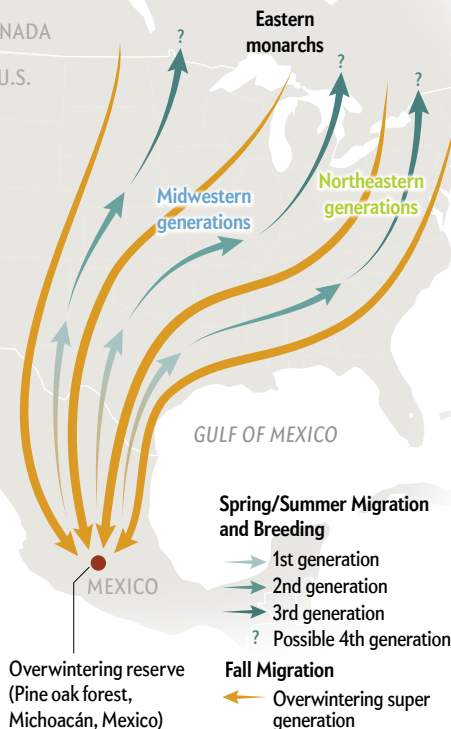 Eastern
monarchs
NADA
U.S.
?
?
?
Midwestern
generations
Northeastern
generations
GULF OF MEXICO
MEXICO
Overwintering reserve
(Pine oak forest,
Michoacán, Mexico)
Spring/Summer Migration
and Breeding
1st generation
2nd generation
3rd generation
? Possible 4th generation
Fall Migration
Overwintering super
generation